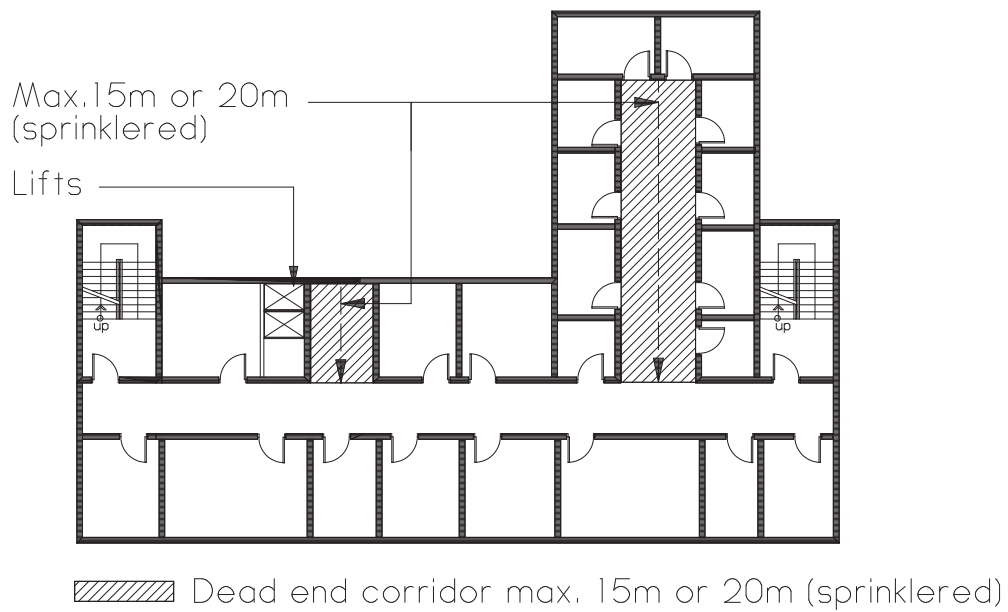 Max.15m or 20m
(sprinklered)
Lifts
up
up
Dead end corridor max. 15m or 20m (sprinklered)